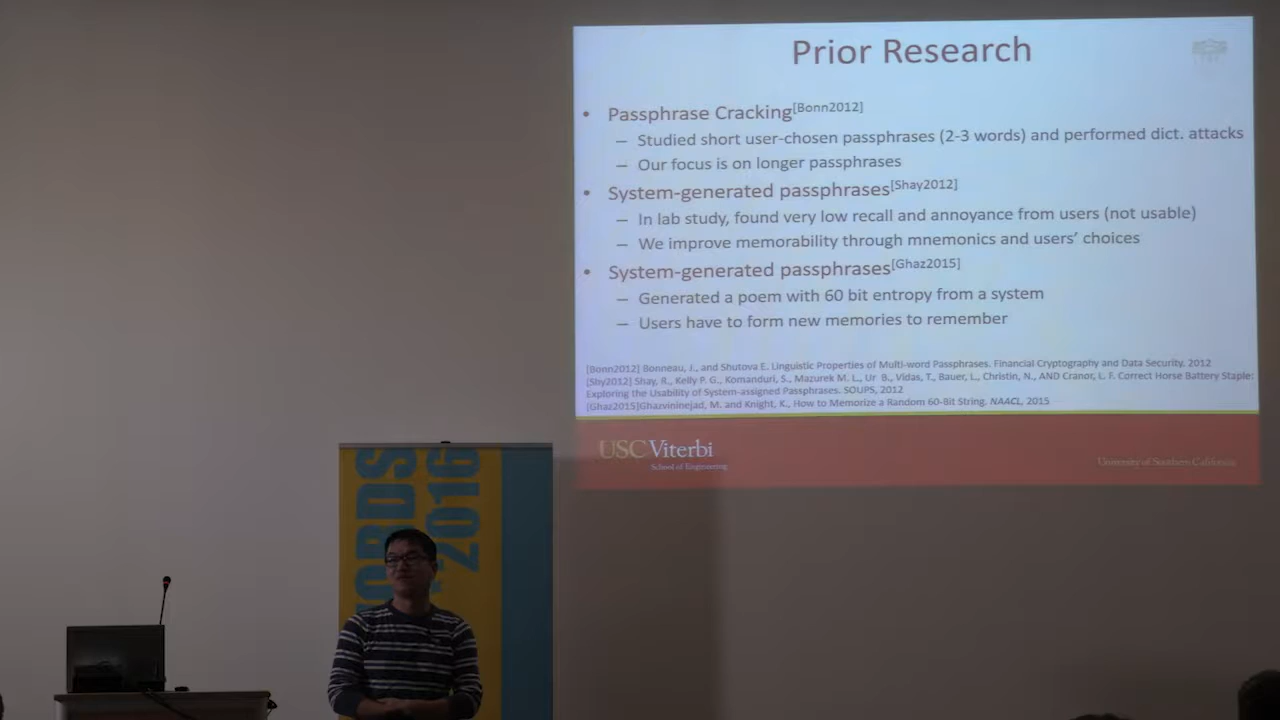 Prior Research
• Passphrase Cracking[Bonn2012]
– Studied short user-chosen passphrases (2-3 words) and performed dict. attacks
– Our focus is on longer passphrases
• System-generated passphrases[Shay2012]
– In lab study, found very low recall and annoyance from users (not usable)
– We improve memorability through mnemonics and users' choices
• System-generated passphrases[Ghaz2015]
– Generated a poem with 60 bit entropy from a system
– Users have to form new memories to remember
[Bonn2012] Bonneau, J., and Shutova E. Linguistic Properties of Multi-word Passphrases. Financial Cryptography and Data Security. 2012
[Shy2012] Shay, R., Kelly P. G., Komanduri, S., Mazurek M. L., Ur B., Vidas, T., Bauer, L., Christin, N., AND Cranor, L. F. Correct Horse Battery Staple:
Exploring the Usability of System-assigned Passphrases. SOUPS, 2012
[Ghaz2015]Ghazvininejad, M. and Knight, K., How to Memorize a Random 60-Bit String. NAACL, 2015
USC Viterbi
School of Engineering
University of Southern California
ORDS
2016